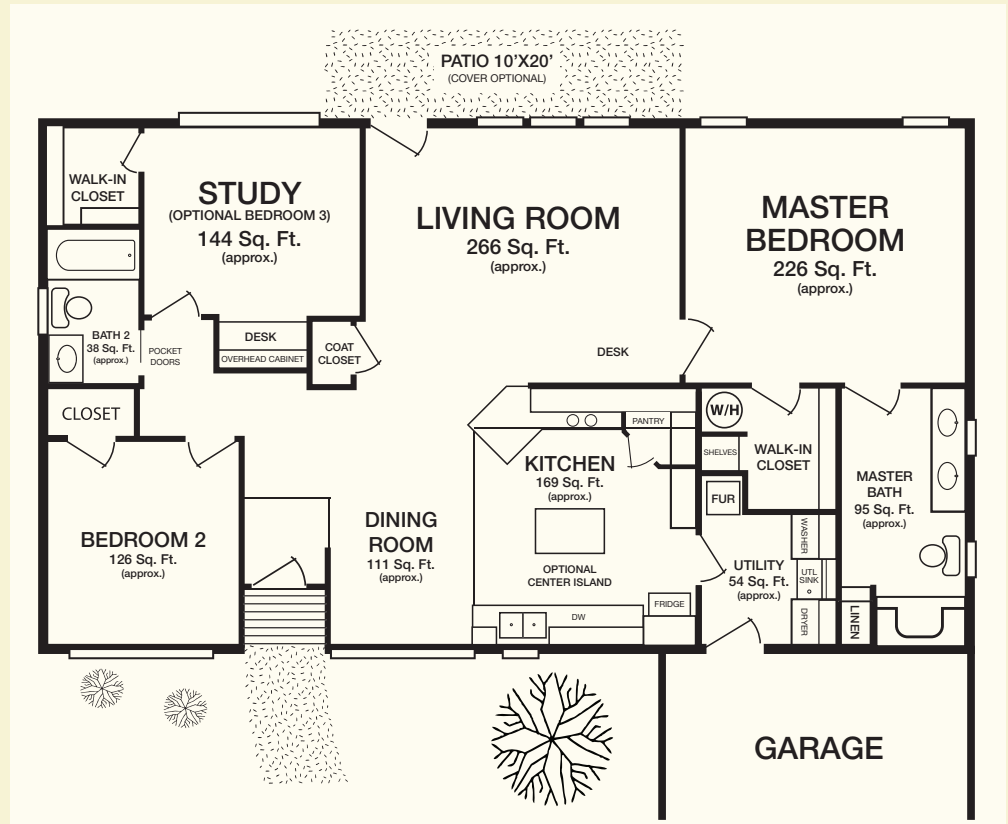 PATIO 10'X20'
(COVER OPTIONAL)
WALK-IN
CLOSET
STUDY
(OPTIONAL BEDROOM 3)
144 Sq. Ft.
(approx.)
LIVING ROOM
266 Sq. Ft.
(approx.)
MASTER
BEDROOM
226 Sq. Ft.
(approx.)
BATH 2
38 Sq. Ft.
(approx.)
POCKET
DOORS
DESK
OVERHEAD CABINET
COAT
CLOSET
DESK
CLOSET
W/H
PANTRY
SHELVES
WALK-IN
CLOSET
KITCHEN
169 Sq. Ft.
(approx.)
FUR
MASTER
BATH
95 Sq. Ft.
(approx.)
BEDROOM 2
126 Sq. Ft.
(approx.)
DINING
ROOM
111 Sq. Ft.
(approx.)
OPTIONAL
CENTER ISLAND
UTILITY
54 Sq. Ft.
(approx.)
WASHER
UTL
SINK
DRYER
LINEN
FRIDGE
DW
GARAGE